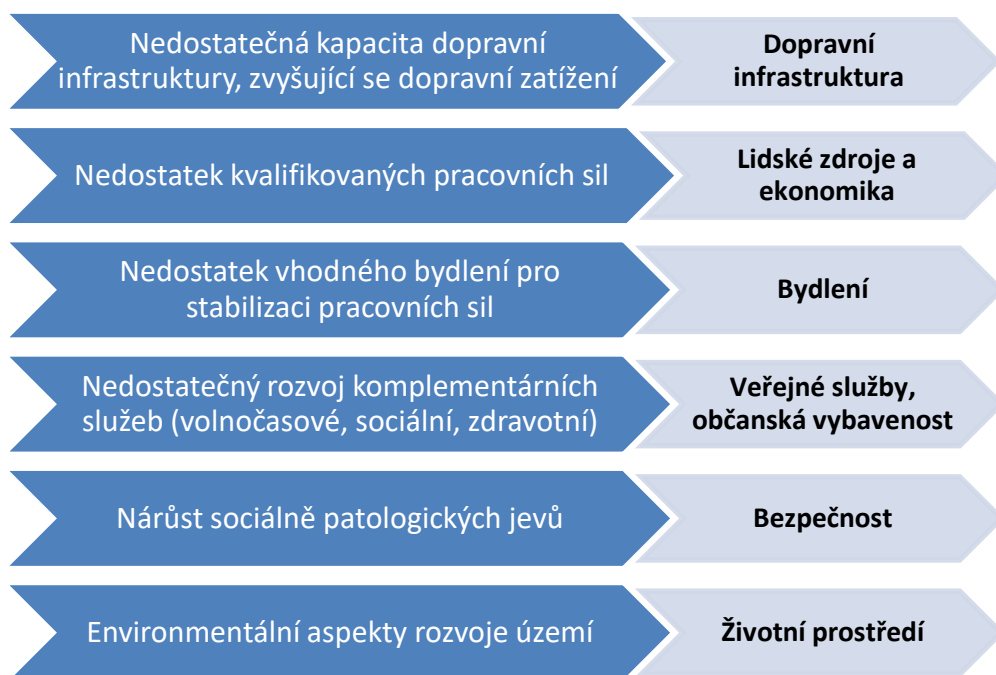 Nedostatečná kapacita dopravní
infrastruktury, zvyšující se dopravní zatížení
Dopravní
infrastruktura
Nedostatek kvalifikovaných pracovních sil
Lidské zdroje a
ekonomika
Nedostatek vhodného bydlení pro
stabilizaci pracovních sil
Bydlení
Nedostatečný rozvoj komplementárních
služeb (volnočasové, sociální, zdravotní)
Veřejné služby,
občanská vybavenost
Nárůst sociálně patologických jevů
Bezpečnost
Environmentální aspekty rozvoje území
Životní prostředí